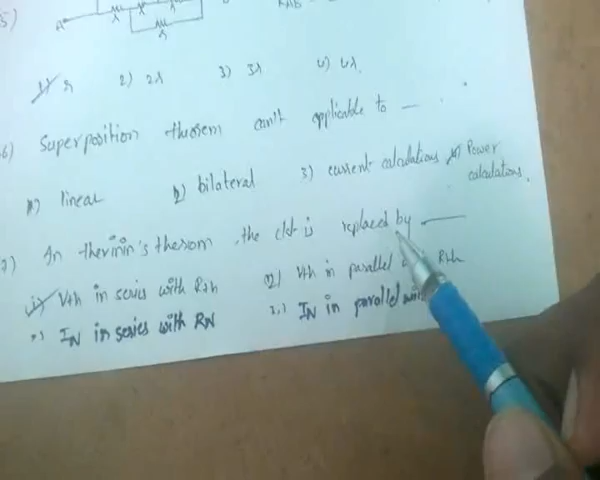 5)
1) r 2) 2r 3) 3r 4) 4r
6) Superposition theorem can't applicable to —
1) linear 2) bilateral 3) current calculations 4) Power calculations.
7) In thevinin's theorem, the ckt is replaced by —
1) Vth in series with Rth 2) Vth in parallel Rth
3) IN in series with RN IN in parallel with